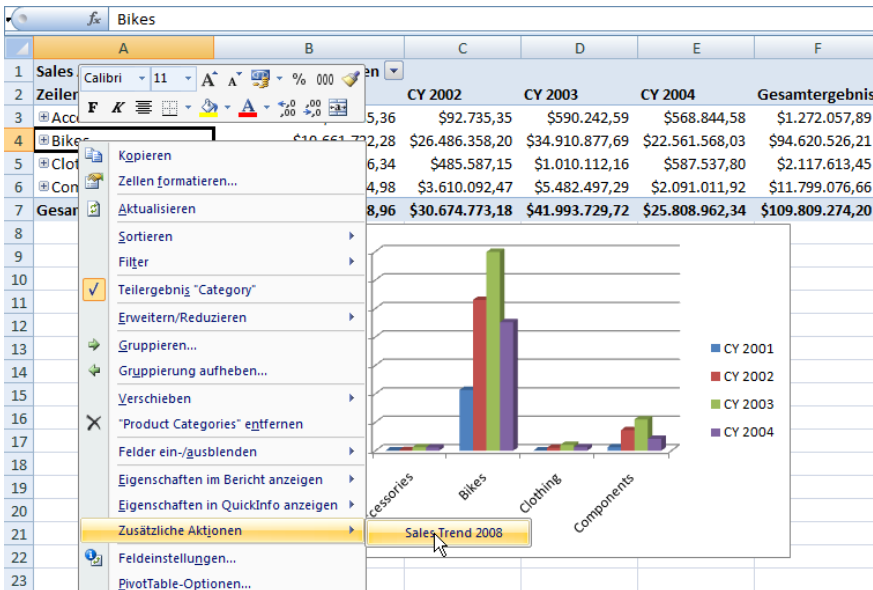 fx Bikes
A B C D E F
1 Sales en
Calibri 11 A A % 000
F K A
2 Zeilen CY 2002 CY 2003 CY 2004 Gesamtergebnis
3 Acce 5,36 $92.735,35 $590.242,59 $568.844,58 $1.272.057,89
4 Bikes $10.661.722,28 $26.486.358,20 $34.910.877,69 $22.561.568,03 $94.620.526,21
5 Clot 6,34 $485.587,15 $1.010.112,16 $587.537,80 $2.117.613,45
6 Com 4,98 $3.610.092,47 $5.482.497,29 $2.091.011,92 $11.799.076,66
7 Gesan 8,96 $30.674.773,18 $41.993.729,72 $25.808.962,34 $109.809.274,20
8
9
10
11
12
13
14
15
16
17
18
19
20
21
22
23
Kopieren
Zellen formatieren...
Aktualisieren
Sortieren
Filter
Teilergebnis "Category"
Erweitern/Reduzieren
Gruppieren...
Gruppierung aufheben...
Verschieben
"Product Categories" entfernen
Felder ein-/ausblenden
Eigenschaften im Bericht anzeigen
Eigenschaften in QuickInfo anzeigen
Zusätzliche Aktionen
Sales Trend 2008
Feldeinstellungen...
PivotTable-Optionen...
CY 2001
CY 2002
CY 2003
CY 2004
cessories
Bikes
Clothing
Components